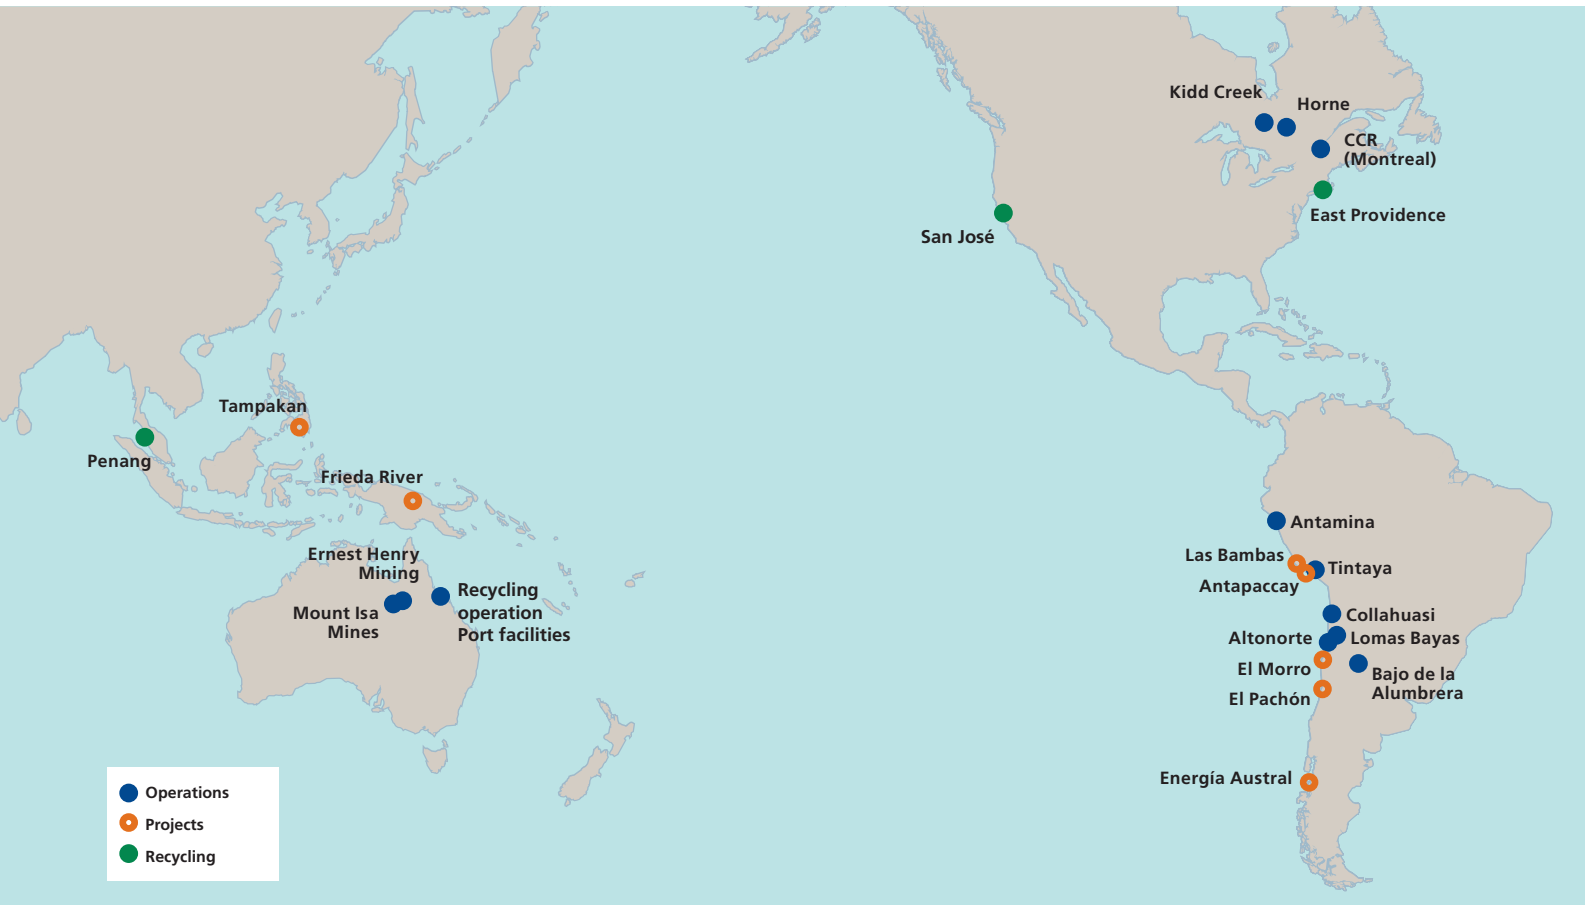 Kidd Creek
Horne
CCR
(Montreal)
East Providence
San José
Tampakan
Penang
Frieda River
Ernest Henry
Mining
Mount Isa
Mines
Recycling
operation
Port facilities
Antamina
Las Bambas
Tintaya
Antapaccay
Collahuasi
Altonorte
Lomas Bayas
El Morro
Bajo de la
Alumbrera
El Pachón
Energía Austral
Operations
Projects
Recycling